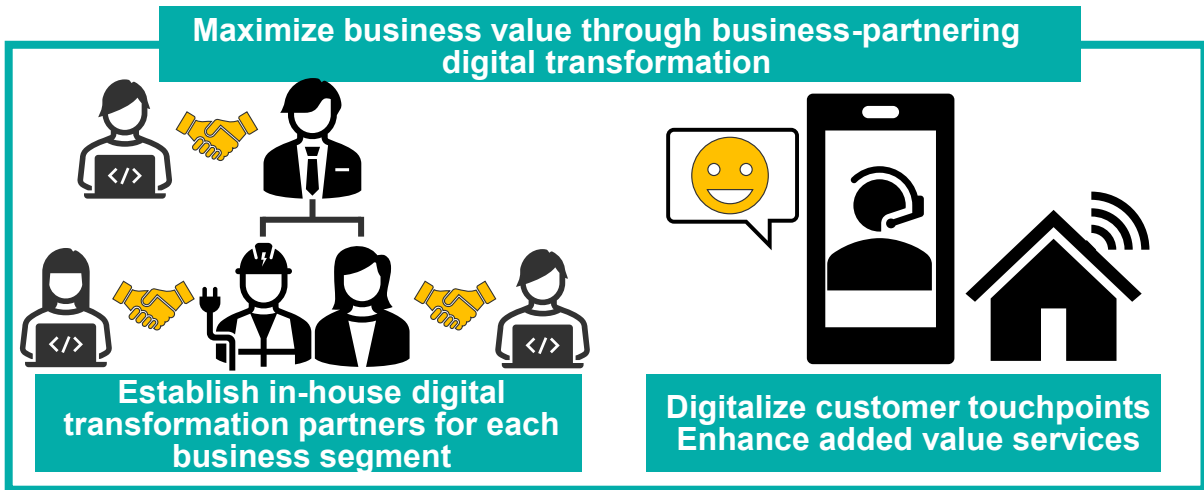 Maximize business value through business-partnering
digital transformation
</>
</>
</>
Establish in-house digital
transformation partners for each
business segment
Digitalize customer touchpoints
Enhance added value services